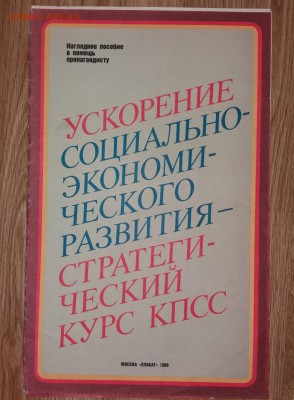 Наглядное пособие
в помощь
пропагандисту
УСКОРЕНИЕ
СОЦИАЛЬНО-
ЭКОНОМИ-
ЧЕСКОГО
РАЗВИТИЯ –
СТРАТЕГИ-
ЧЕСКИЙ
КУРС КПСС
МОСКВА «ПЛАКАТ» 1986